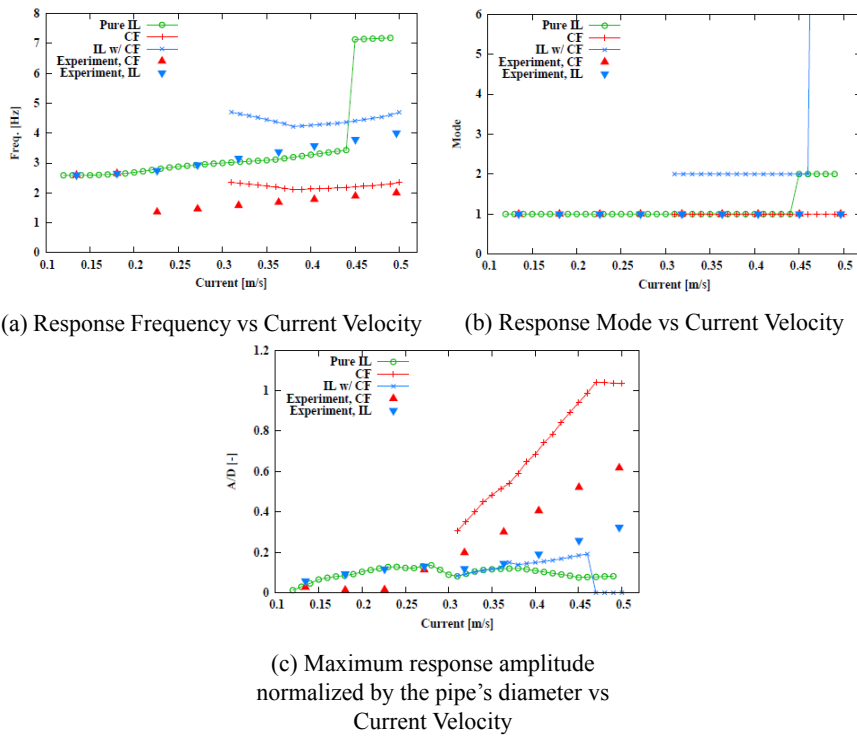 8
7
6
5
4
3
2
1
0
Freq. [Hz]
Pure IL
CF
IL w/ CF
Experiment, CF
Experiment, IL
0.1 0.15 0.2 0.25 0.3 0.35 0.4 0.45 0.5
Current [m/s]
(a) Response Frequency vs Current Velocity
6
5
4
3
2
1
0
Mode
Pure IL
CF
IL w/ CF
Experiment, CF
Experiment, IL
0.1 0.15 0.2 0.25 0.3 0.35 0.4 0.45 0.5
Current [m/s]
(b) Response Mode vs Current Velocity
1.2
1
0.8
0.6
0.4
0.2
0
A/D [-]
Pure IL
CF
IL w/ CF
Experiment, CF
Experiment, IL
0.1 0.15 0.2 0.25 0.3 0.35 0.4 0.45 0.5
Current [m/s]
(c) Maximum response amplitude
normalized by the pipe's diameter vs
Current Velocity